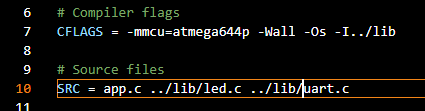 6 # Compiler flags
7 CFLAGS = -mmcu=atmega644p -Wall -Os -I../lib
8
9 # Source files
10 SRC = app.c ../lib/led.c ../lib/uart.c
11